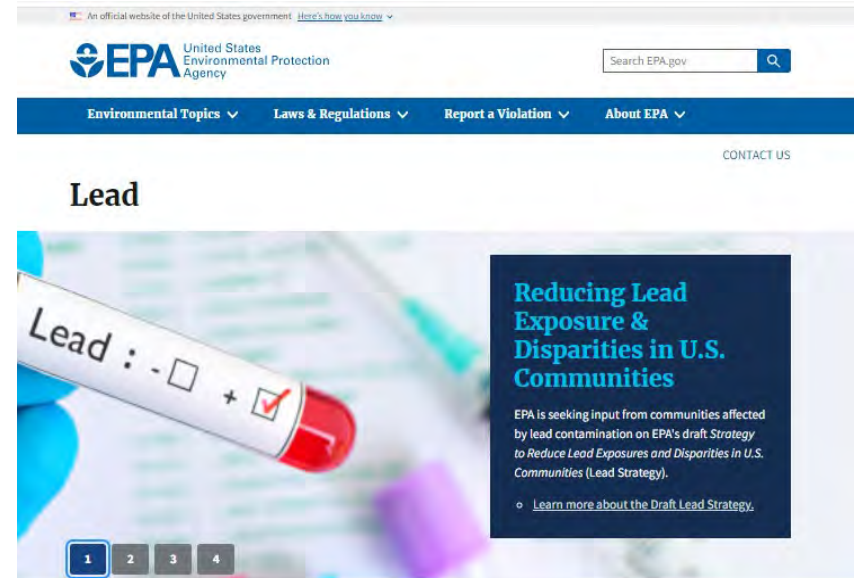 An official website of the United States government Here's how you know
EPA United States
Environmental Protection
Agency
Search EPA.gov
Environmental Topics Laws & Regulations Report a Violation About EPA
CONTACT US
Lead
Lead : - +
Reducing Lead
Exposure &
Disparities in U.S.
Communities
EPA is seeking input from communities affected
by lead contamination on EPA's draft Strategy
to Reduce Lead Exposures and Disparities in U.S.
Communities (Lead Strategy).
Learn more about the Draft Lead Strategy.
1 2 3 4